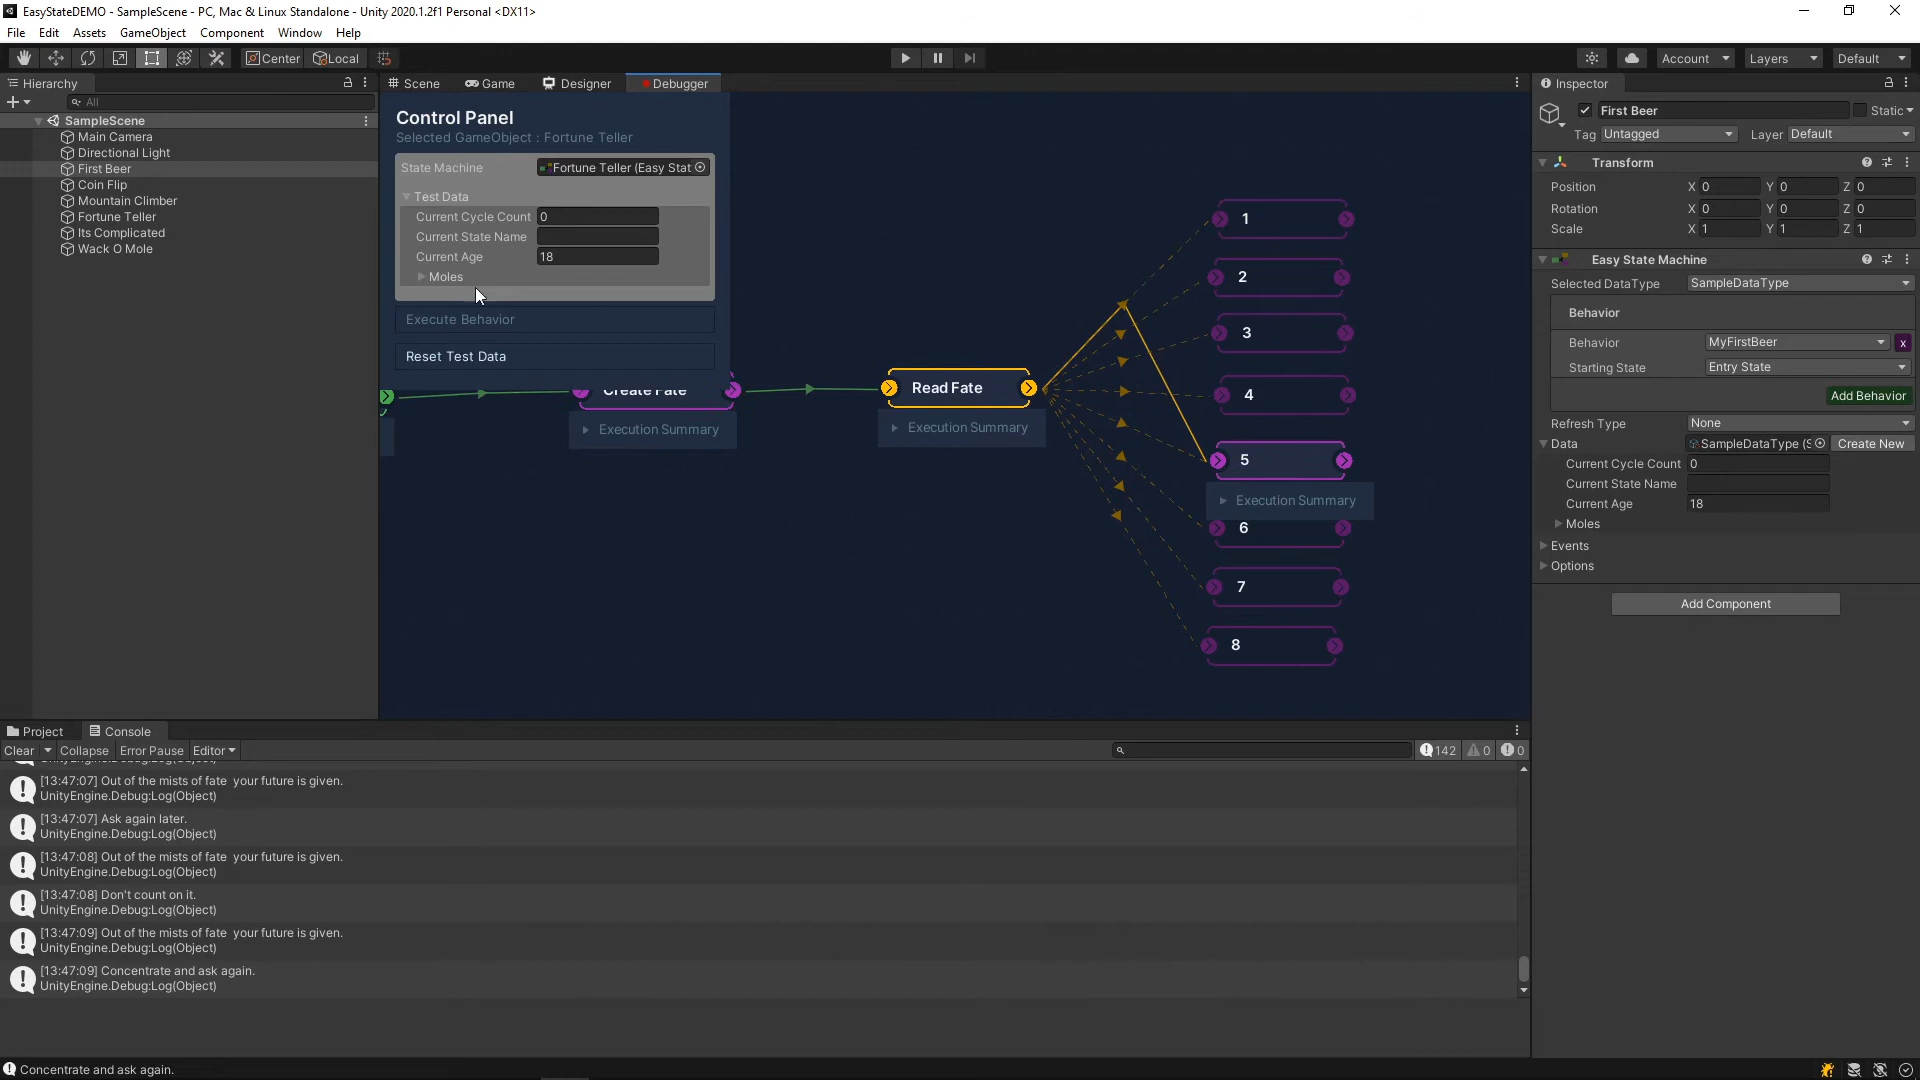 EasyStateDEMO - SampleScene - PC, Mac & Linux Standalone - Unity 2020.1.2f1 Personal <DX11>
File Edit Assets GameObject Component Window Help
Center Local Account Layers Default
Hierarchy
All
SampleScene
Main Camera
Directional Light
First Beer
Coin Flip
Mountain Climber
Fortune Teller
Its Complicated
Wack O Mole
Scene Game Designer Debugger
Control Panel
Selected GameObject : Fortune Teller
State Machine Fortune Teller (Easy Stat
Test Data
Current Cycle Count 0
Current State Name
Current Age 18
Moles
Execute Behavior
Reset Test Data
Create Fate
Execution Summary
Read Fate
Execution Summary
1
2
3
4
5
Execution Summary
6
7
8
Inspector
First Beer Static
Tag Untagged Layer Default
Transform
Position X 0 Y 0 Z 0
Rotation X 0 Y 0 Z 0
Scale X 1 Y 1 Z 1
Easy State Machine
Selected DataType SampleDataType
Behavior
Behavior MyFirstBeer x
Starting State Entry State
Add Behavior
Refresh Type None
Data SampleDataType (S Create New
Current Cycle Count 0
Current State Name
Current Age 18
Moles
Events
Options
Add Component
Project Console
Clear Collapse Error Pause Editor 142 0 0
UnityEngine.Debug:Log(Object)
[13:47:07] Out of the mists of fate  your future is given.
UnityEngine.Debug:Log(Object)
[13:47:07] Ask again later.
UnityEngine.Debug:Log(Object)
[13:47:08] Out of the mists of fate  your future is given.
UnityEngine.Debug:Log(Object)
[13:47:08] Don't count on it.
UnityEngine.Debug:Log(Object)
[13:47:09] Out of the mists of fate  your future is given.
UnityEngine.Debug:Log(Object)
[13:47:09] Concentrate and ask again.
UnityEngine.Debug:Log(Object)
Concentrate and ask again.